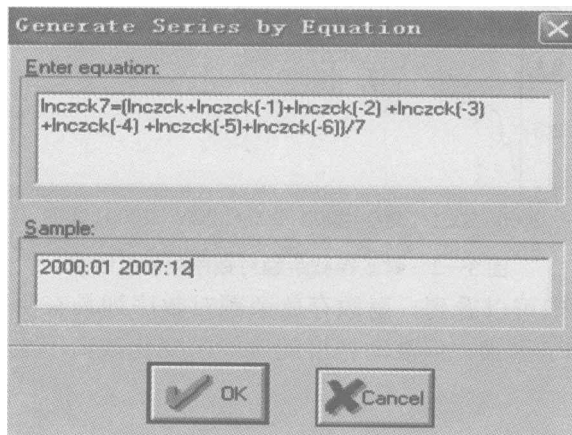 Generate Series by Equation
Enter equation:
lnczck7=(lnczck+lnczck(-1)+lnczck(-2) +lnczck(-3)
+lnczck(-4) +lnczck(-5)+lnczck(-6))/7
Sample:
2000:01 2007:12
OK
Cancel